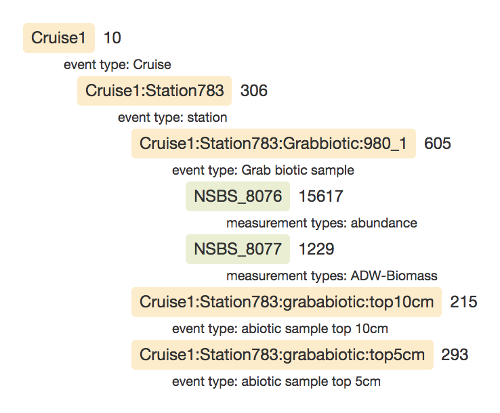 Cruise1 10
event type: Cruise
Cruise1:Station783 306
event type: station
Cruise1:Station783:Grabbiotic:980_1 605
event type: Grab biotic sample
NSBS_8076 15617
measurement types: abundance
NSBS_8077 1229
measurement types: ADW-Biomass
Cruise1:Station783:grababiotic:top10cm 215
event type: abiotic sample top 10cm
Cruise1:Station783:grababiotic:top5cm 293
event type: abiotic sample top 5cm